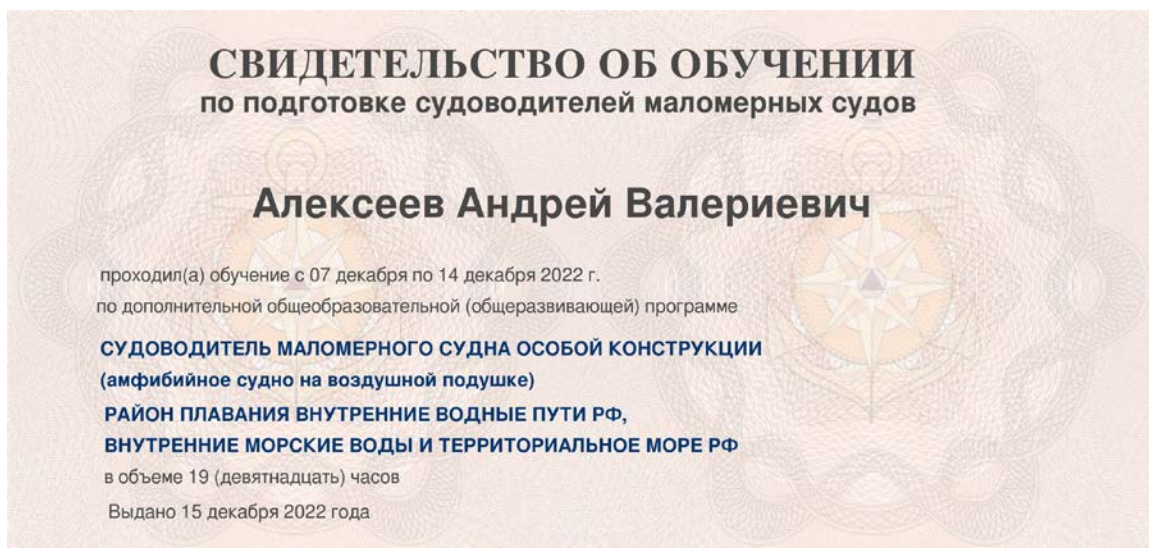 СВИДЕТЕЛЬСТВО ОБ ОБУЧЕНИИ
по подготовке судоводителей маломерных судов
Алексеев Андрей Валериевич
проходил(а) обучение с 07 декабря по 14 декабря 2022 г.
по дополнительной общеобразовательной (общеразвивающей) программе
СУДОВОДИТЕЛЬ МАЛОМЕРНОГО СУДНА ОСОБОЙ КОНСТРУКЦИИ
(амфибийное судно на воздушной подушке)
РАЙОН ПЛАВАНИЯ ВНУТРЕННИЕ ВОДНЫЕ ПУТИ РФ,
ВНУТРЕННИЕ МОРСКИЕ ВОДЫ И ТЕРРИТОРИАЛЬНОЕ МОРЕ РФ
в объеме 19 (девятнадцать) часов
Выдано 15 декабря 2022 года